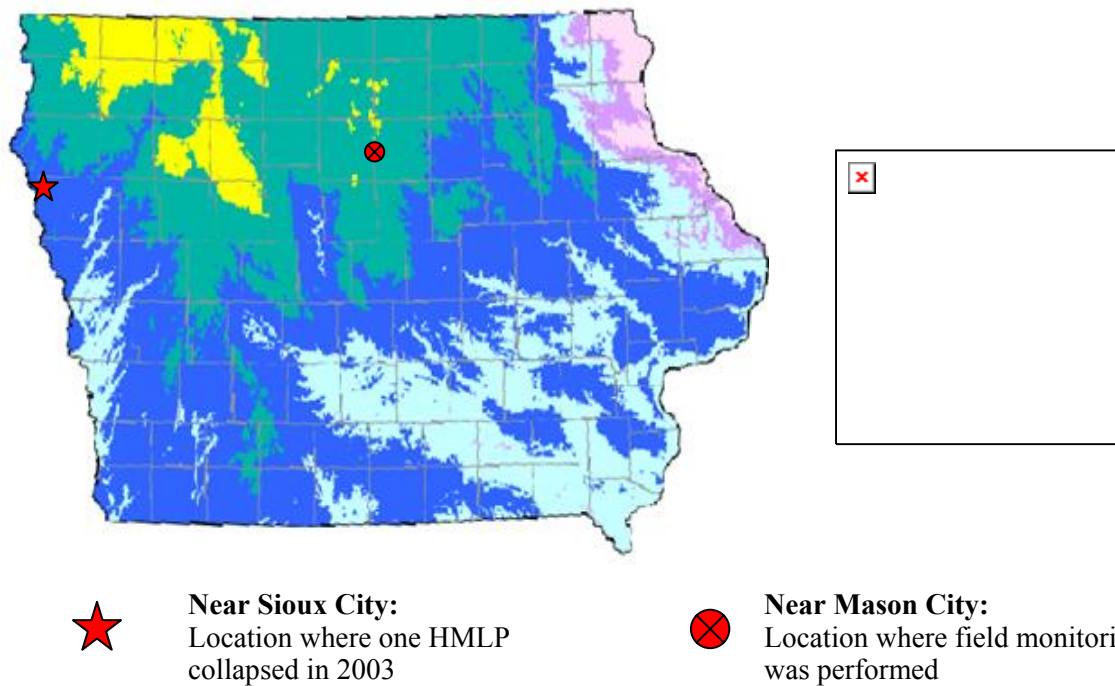 Near Sioux City:
Location where one HMLP
collapsed in 2003
Near Mason City:
Location where field monitori
was performed